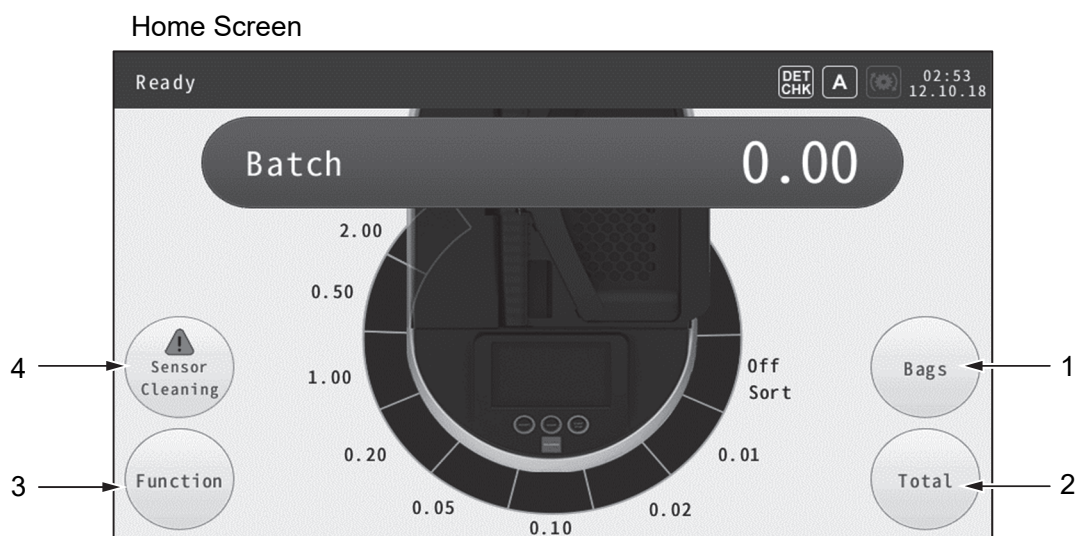 Home Screen
Ready
DET
CHK
A
02:53
12.10.18
Batch 0.00
2.00
0.50
1.00
0.20
0.05
0.10
0.02
0.01
Off
Sort
4
Sensor
Cleaning
3
Function
Bags
1
Total
2